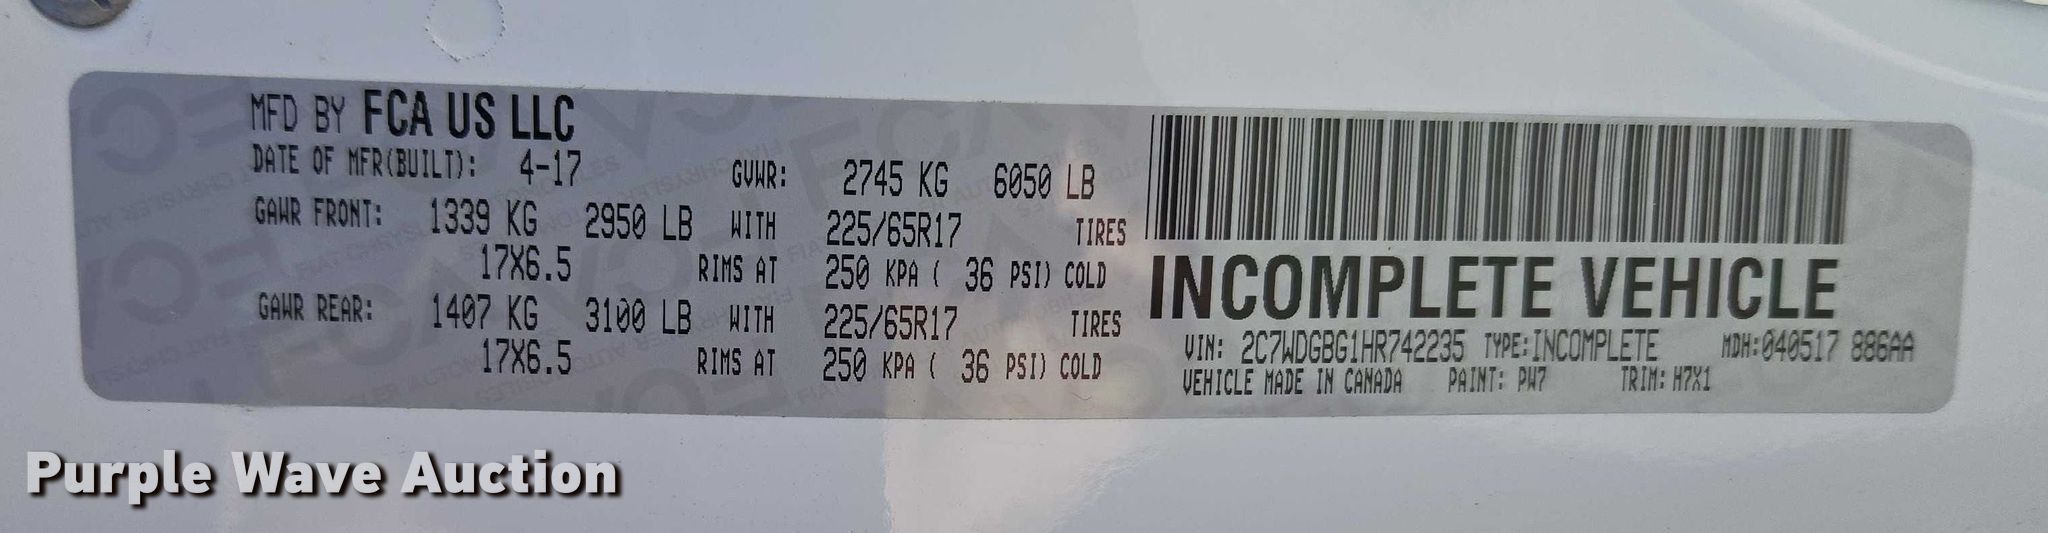 MFD BY FCA US LLC
DATE OF MFR(BUILT): 4-17 GVWR: 2745 KG 6050 LB
GAWR FRONT: 1339 KG 2950 LB WITH 225/65R17 TIRES
17X6.5 RIMS AT 250 KPA ( 36 PSI) COLD
GAWR REAR: 1407 KG 3100 LB WITH 225/65R17 TIRES
17X6.5 RIMS AT 250 KPA ( 36 PSI) COLD
INCOMPLETE VEHICLE
VIN: 2C7WDGBG1HR742235 TYPE:INCOMPLETE MDH:040517 886AA
VEHICLE MADE IN CANADA PAINT: PW7 TRIM: H7X1
Purple Wave Auction